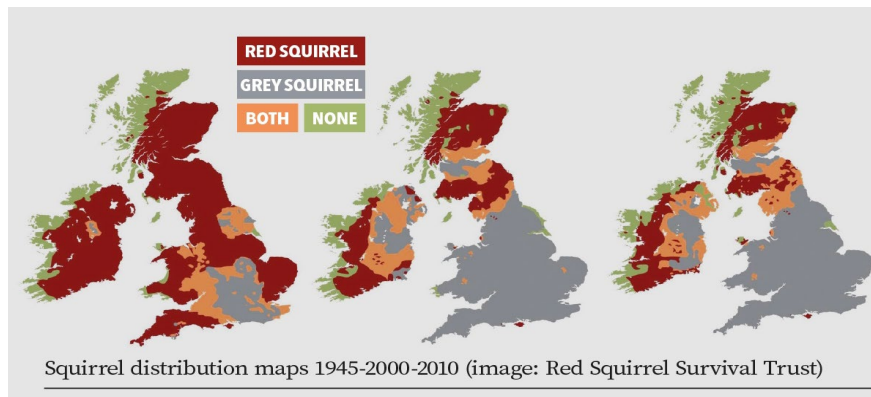 RED SQUIRREL
GREY SQUIRREL
BOTH NONE
Squirrel distribution maps 1945-2000-2010 (image: Red Squirrel Survival Trust)